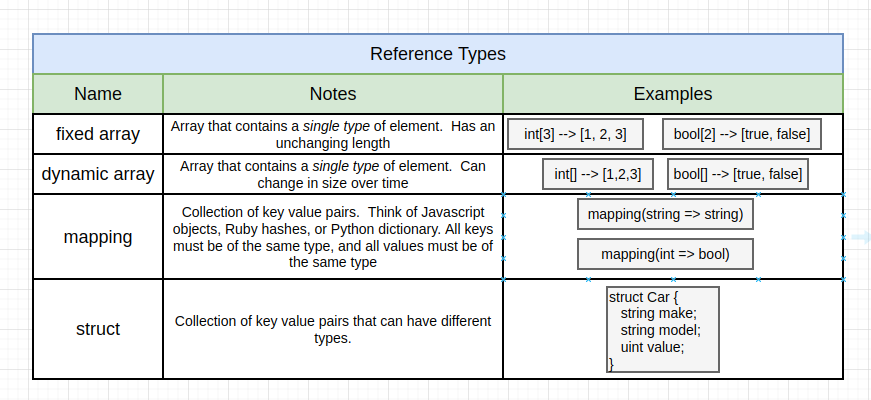 Reference Types
Name
Notes
Examples
fixed array
Array that contains a single type of element.  Has an
unchanging length
int[3] --> [1, 2, 3]
bool[2] --> [true, false]
dynamic array
Array that contains a single type of element.  Can
change in size over time
int[] --> [1,2,3]
bool[] --> [true, false]
mapping
Collection of key value pairs.  Think of Javascript
objects, Ruby hashes, or Python dictionary. All keys
must be of the same type, and all values must be of
the same type
mapping(string => string)
mapping(int => bool)
struct
Collection of key value pairs that can have different
types.
struct Car {
   string make;
   string model;
   uint value;
}